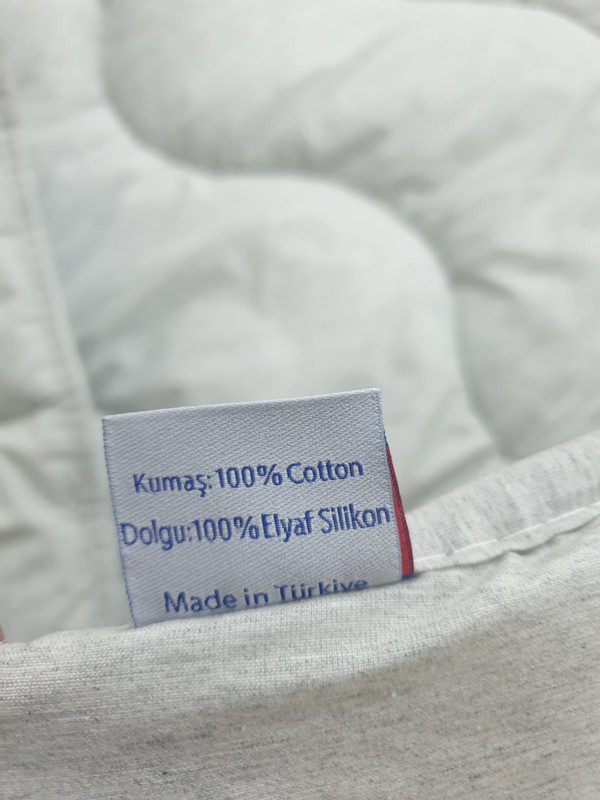 Kumaş:100% Cotton
Dolgu:100%Elyaf Silikon
Made in Türkiye